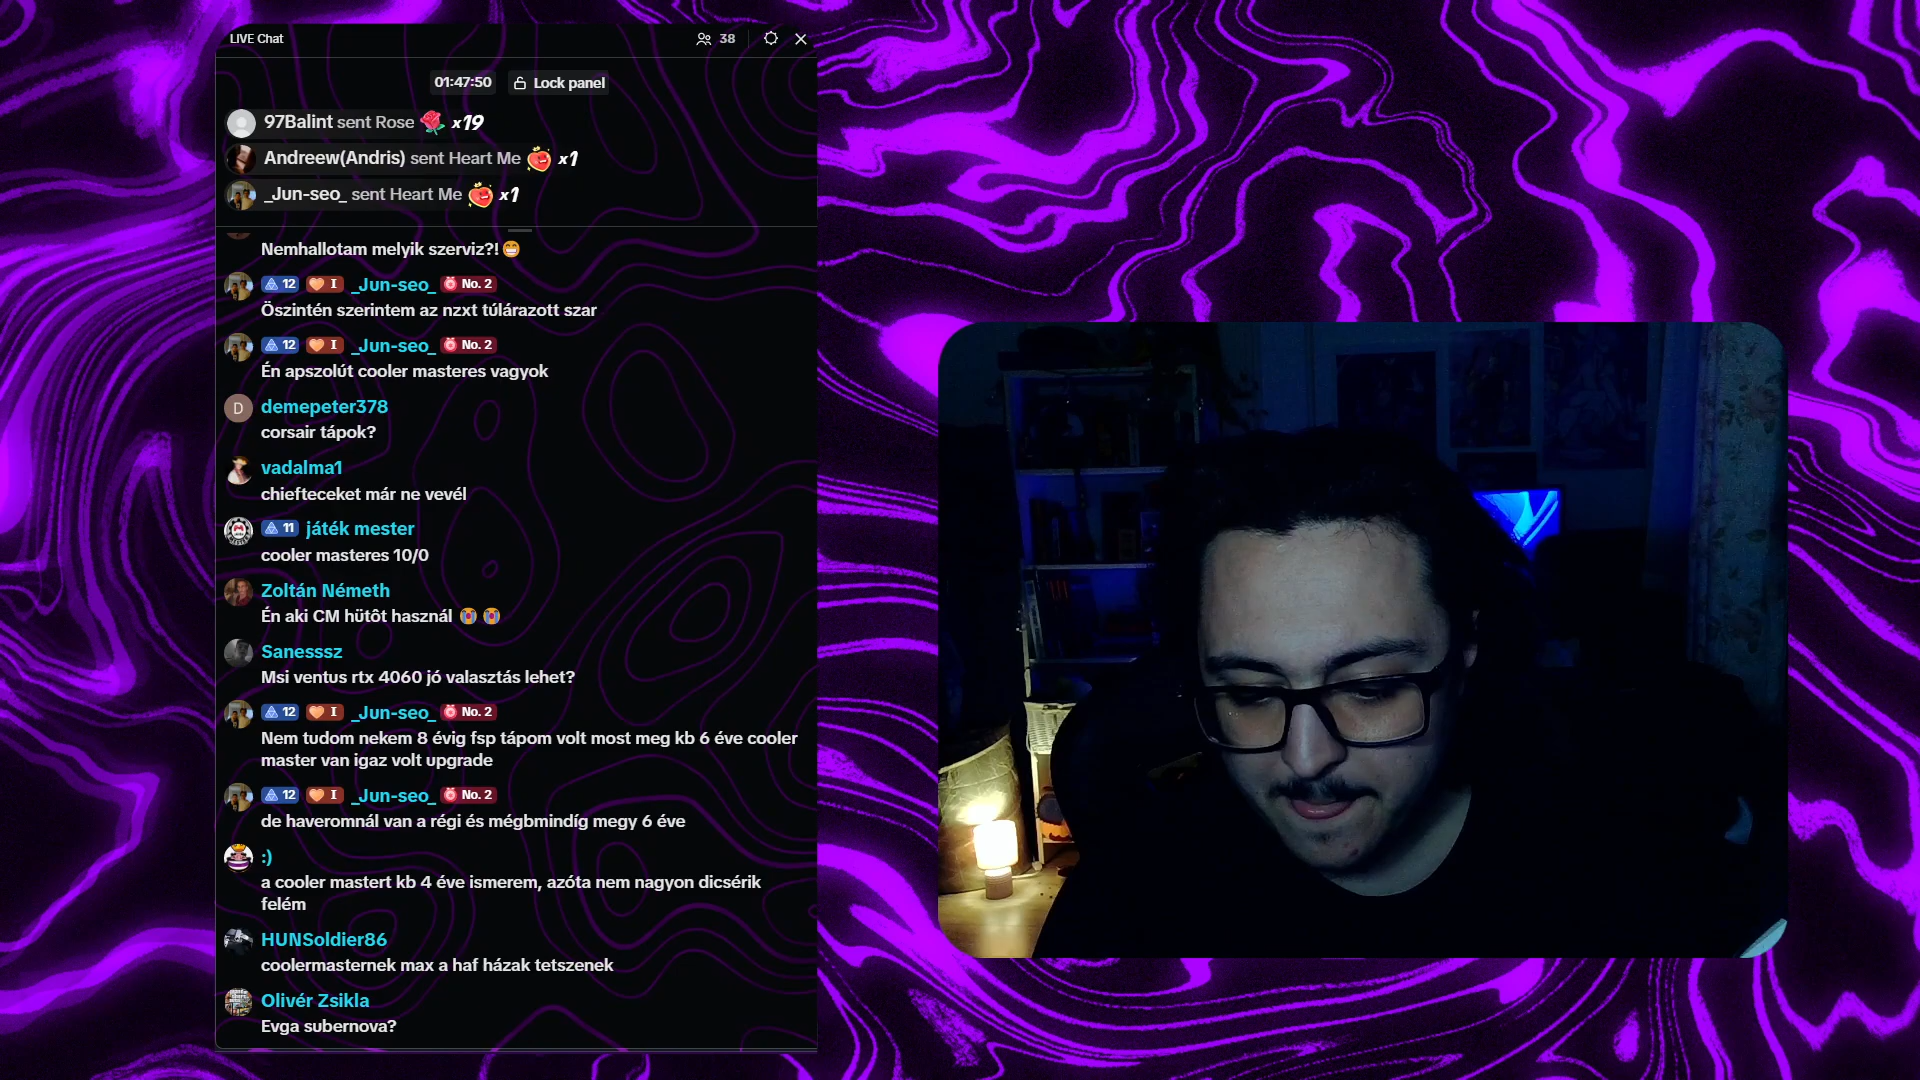 LIVE Chat
38
01:47:50
Lock panel
97Balint sent Rose x19
Andreew(Andris) sent Heart Me x1
_Jun-seo_ sent Heart Me x1
Nemhallotam melyik szerviz?!😁
12 I _Jun-seo_ No. 2
Öszintén szerintem az nzxt túlárazott szar
12 I _Jun-seo_ No. 2
Én apszolút cooler masteres vagyok
D demepeter378
corsair tápok?
vadalma1
chiefteceket már ne vevél
11 játék mester
cooler masteres 10/0
Zoltán Németh
Én aki CM hütôt használ 😭😭
Sanesssz
Msi ventus rtx 4060 jó valasztás lehet?
12 I _Jun-seo_ No. 2
Nem tudom nekem 8 évig fsp tápom volt most meg kb 6 éve cooler
master van igaz volt upgrade
12 I _Jun-seo_ No. 2
de haveromnál van a régi és mégbmindíg megy 6 éve
:)
a cooler mastert kb 4 éve ismerem, azóta nem nagyon dicsérik
felém
HUNSoldier86
coolermasternek max a haf házak tetszenek
Olivér Zsikla
Evga subernova?